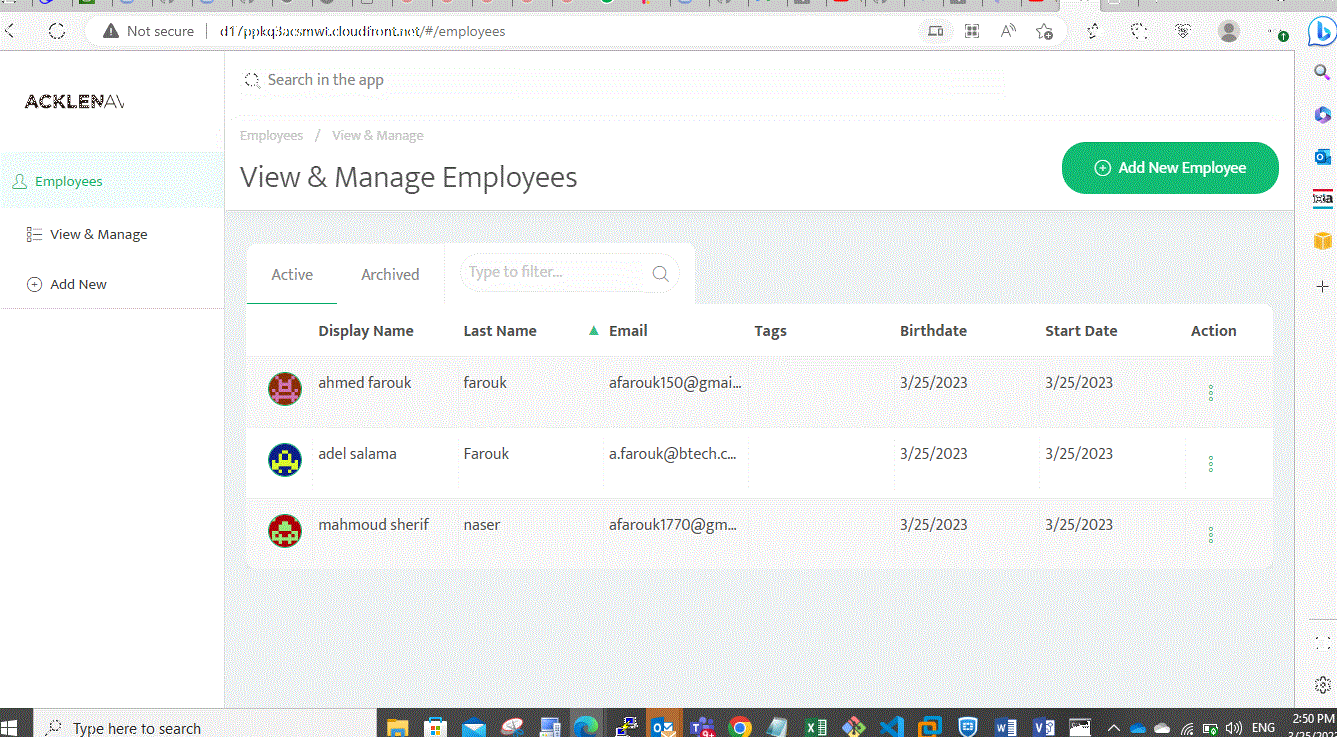 Not secure
/#/employees
ACKLENAV
Search in the app
Employees / View & Manage
View & Manage Employees
Add New Employee
Employees
View & Manage
Add New
Active Archived Type to filter...
Display Name Last Name Email Tags Birthdate Start Date Action
ahmed farouk farouk afarouk150@gmai... 3/25/2023 3/25/2023
adel salama Farouk a.farouk@btech.c... 3/25/2023 3/25/2023
mahmoud sherif naser afarouk1770@gm... 3/25/2023 3/25/2023
Type here to search
ENG
2:50 PM